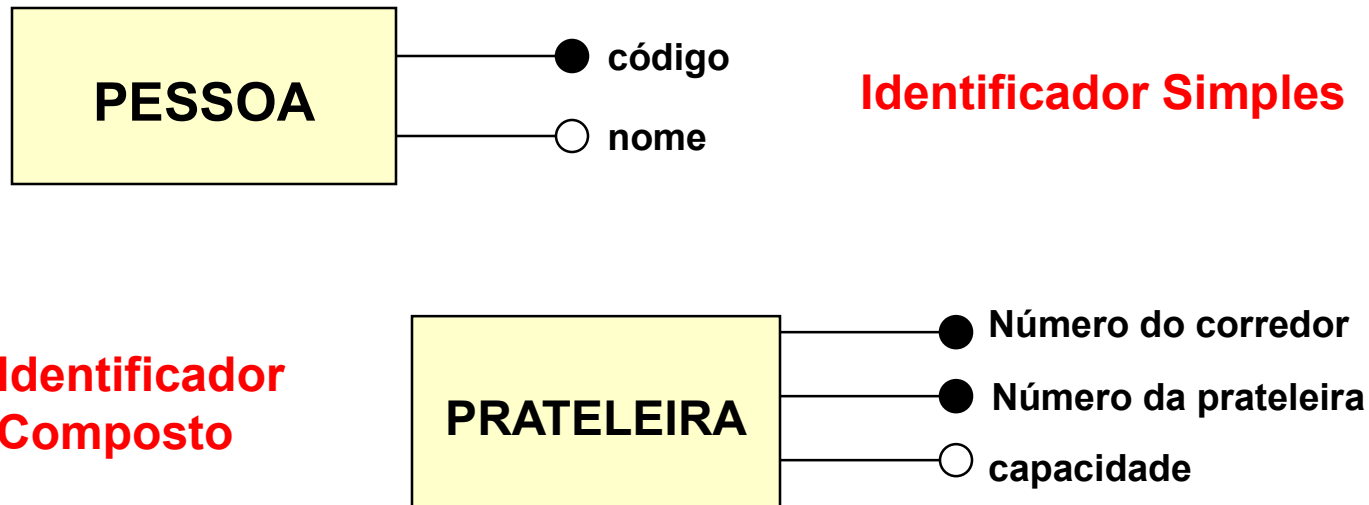 PESSOA
código
nome
Identificador Simples
Identificador
Composto
PRATELEIRA
Número do corredor
Número da prateleira
capacidade